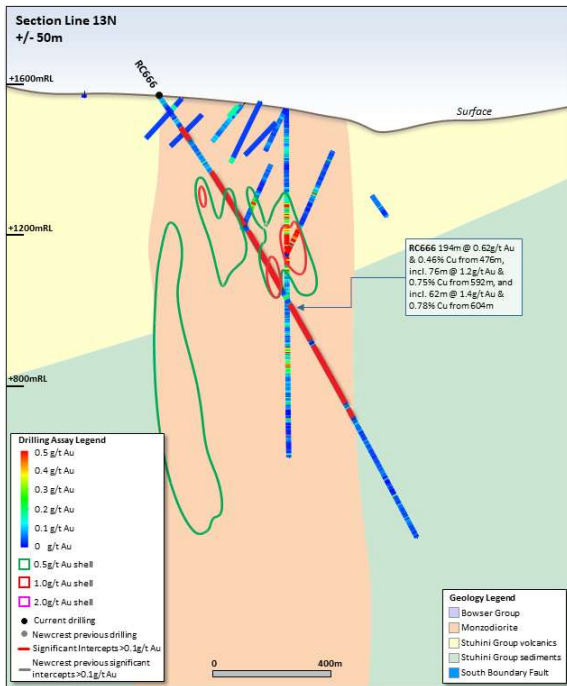 Section Line 13N
+/- 50m
RC666
+1600mRL
Surface
+1200mRL
RC666 194m @ 0.62g/t Au
& 0.46% Cu from 476m,
incl. 76m @ 1.2g/t Au &
0.75% Cu from 592m, and
incl. 62m @ 1.4g/t Au &
0.78% Cu from 604m
+800mRL
Drilling Assay Legend
0.5 g/t Au
0.4 g/t Au
0.3 g/t Au
0.2 g/t Au
0.1 g/t Au
0 g/t Au
0.5g/t Au shell
1.0g/t Au shell
2.0g/t Au shell
Current drilling
Newcrest previous drilling
Significant Intercepts >0.1g/t Au
Newcrest previous significant
intercepts >0.1g/t Au
0 400m
Geology Legend
Bowser Group
Monzodiorite
Stuhini Group volcanics
Stuhini Group sediments
South Boundary Fault